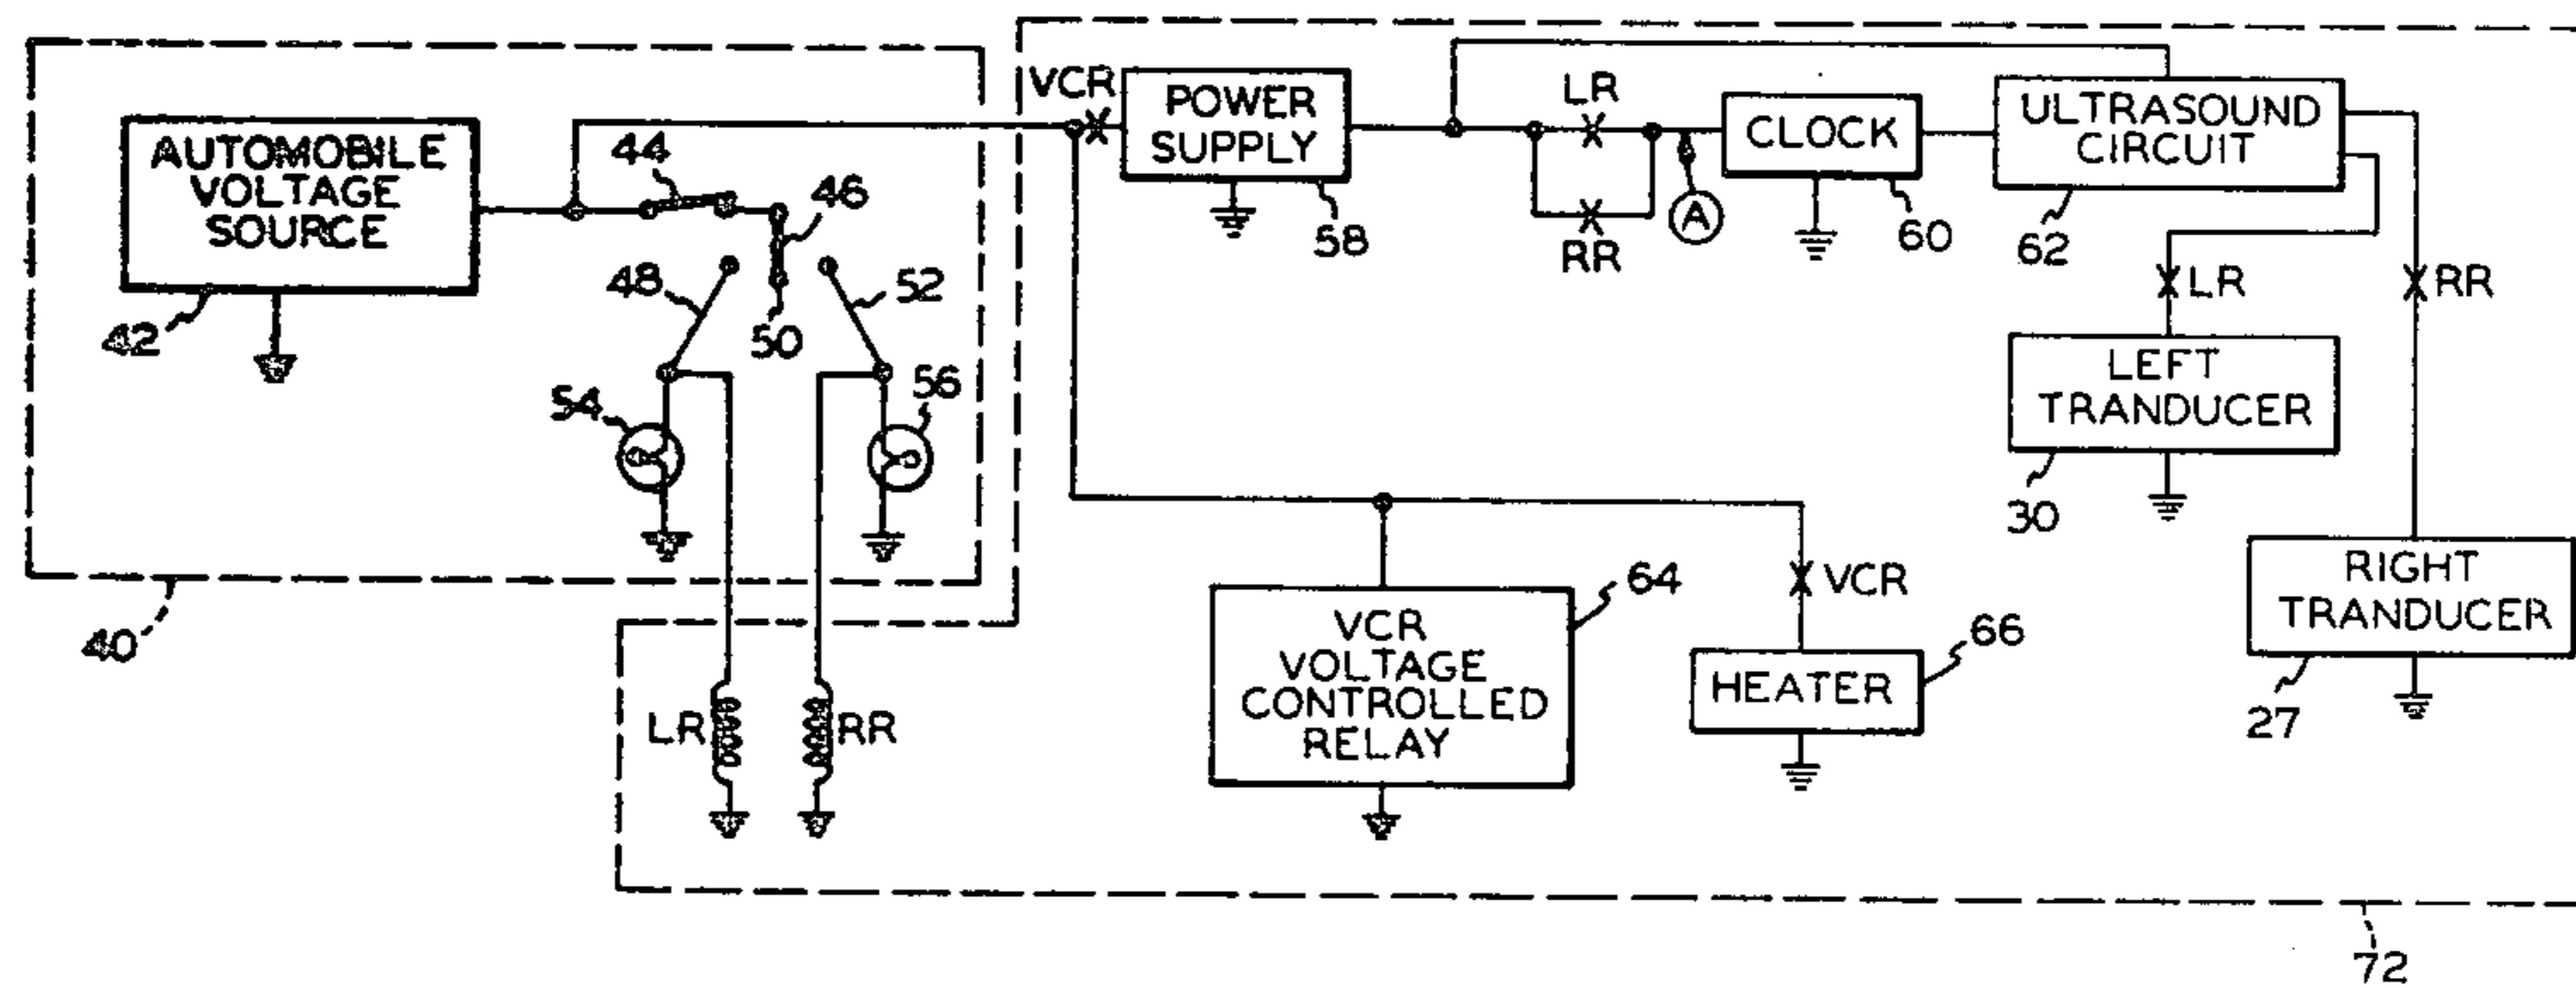 AUTOMOBILE
VOLTAGE
SOURCE
42
44
46
48
50
52
54
56
40
LR
RR
VCR
POWER
SUPPLY
58
LR
RR
A
CLOCK
60
ULTRASOUND
CIRCUIT
62
LR
RR
LEFT
TRANDUCER
30
RIGHT
TRANDUCER
27
VCR
VOLTAGE
CONTROLLED
RELAY
64
VCR
HEATER
66
72